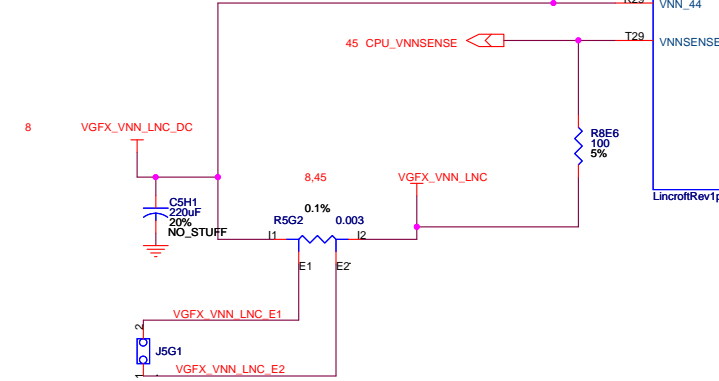 R29
VNN_44
45 CPU_VNNSENSE
T29
VNNSENSE
8
VGFX_VNN_LNC_DC
R8E6
100
5%
8,45
VGFX_VNN_LNC
LincroftRev1p
C5H1
220uF
20%
NO_STUFF
0.1%
R5G2
0.003
I1
I2
E1
E2
VGFX_VNN_LNC_E1
2
J5G1
VGFX_VNN_LNC_E2
1